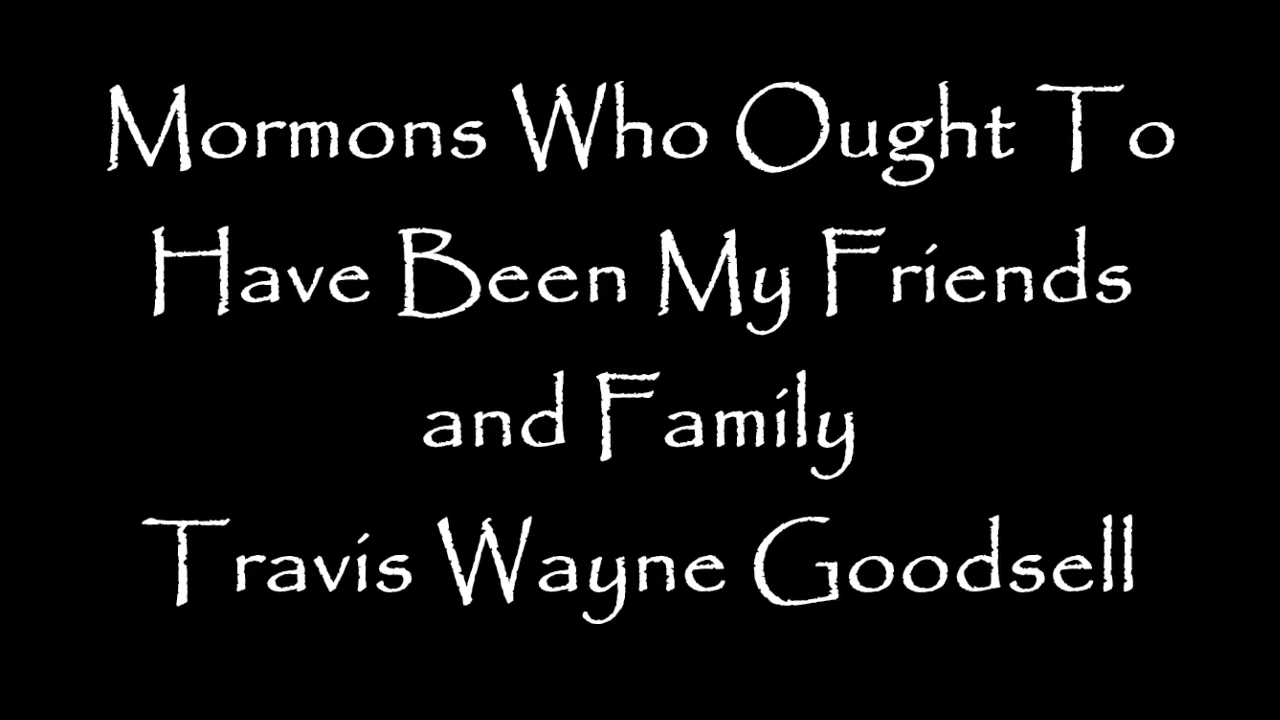 Mormons Who Ought To
Have Been My Friends
and Family
Travis Wayne Goodsell